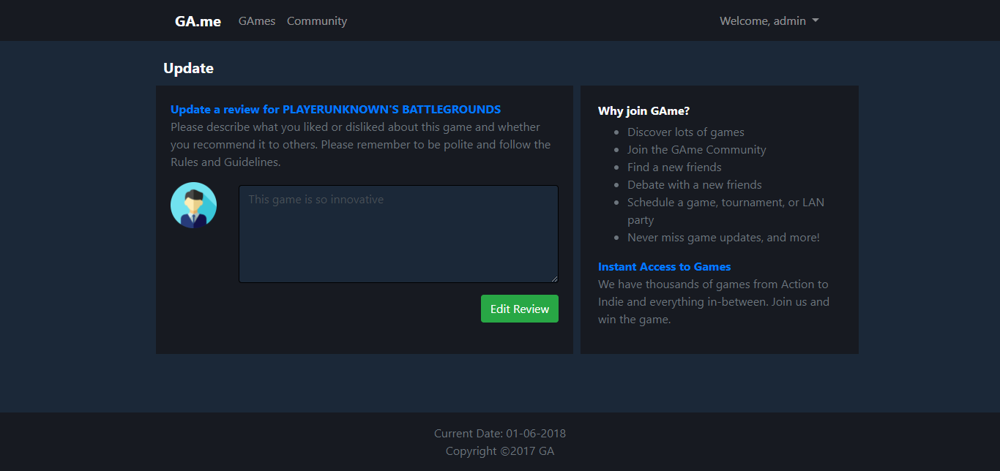 GA.me GAmes Community Welcome, admin
Update
Update a review for PLAYERUNKNOWN'S BATTLEGROUNDS
Please describe what you liked or disliked about this game and whether
you recommend it to others. Please remember to be polite and follow the
Rules and Guidelines.
This game is so innovative
Edit Review
Why join GAme?
Discover lots of games
Join the GAme Community
Find a new friends
Debate with a new friends
Schedule a game, tournament, or LAN
party
Never miss game updates, and more!
Instant Access to Games
We have thousands of games from Action to
Indie and everything in-between. Join us and
win the game.
Current Date: 01-06-2018
Copyright ©2017 GA